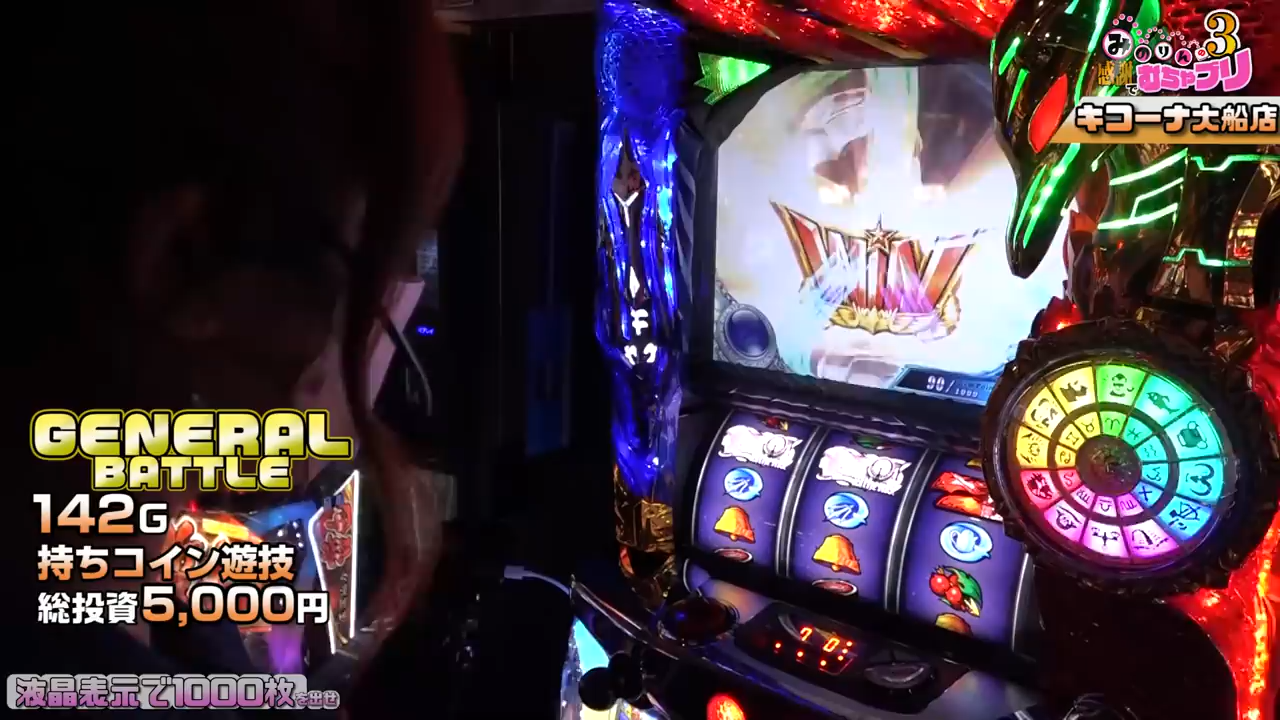 みのりんの3
感謝でむちゃブリ
キコーナ大船店
WIN
90/1000
GENERAL
BATTLE
142G
持ちコイン遊技
総投資5,000円
液晶表示で1000枚を出せ